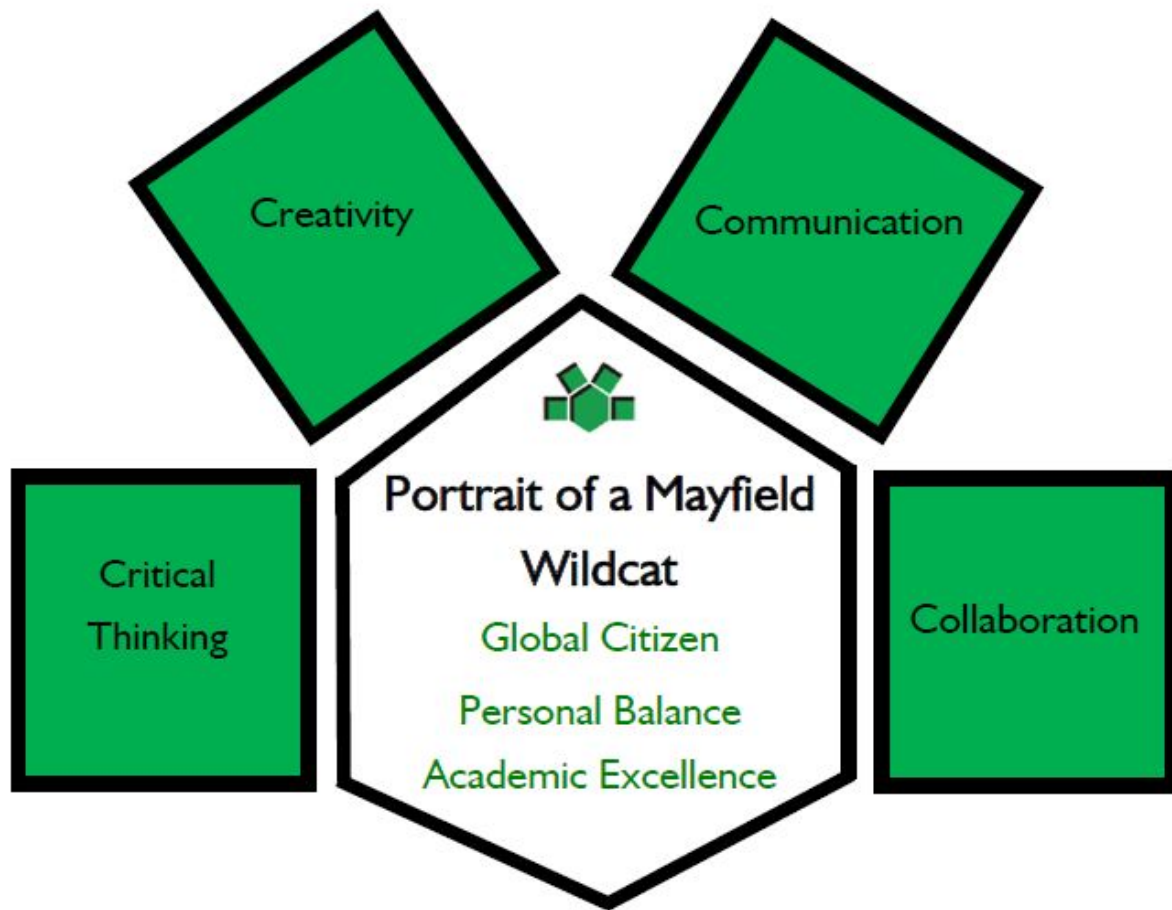 Creativity
Communication
Portrait of a Mayfield
Wildcat
Critical
Thinking
Global Citizen
Personal Balance
Academic Excellence
Collaboration